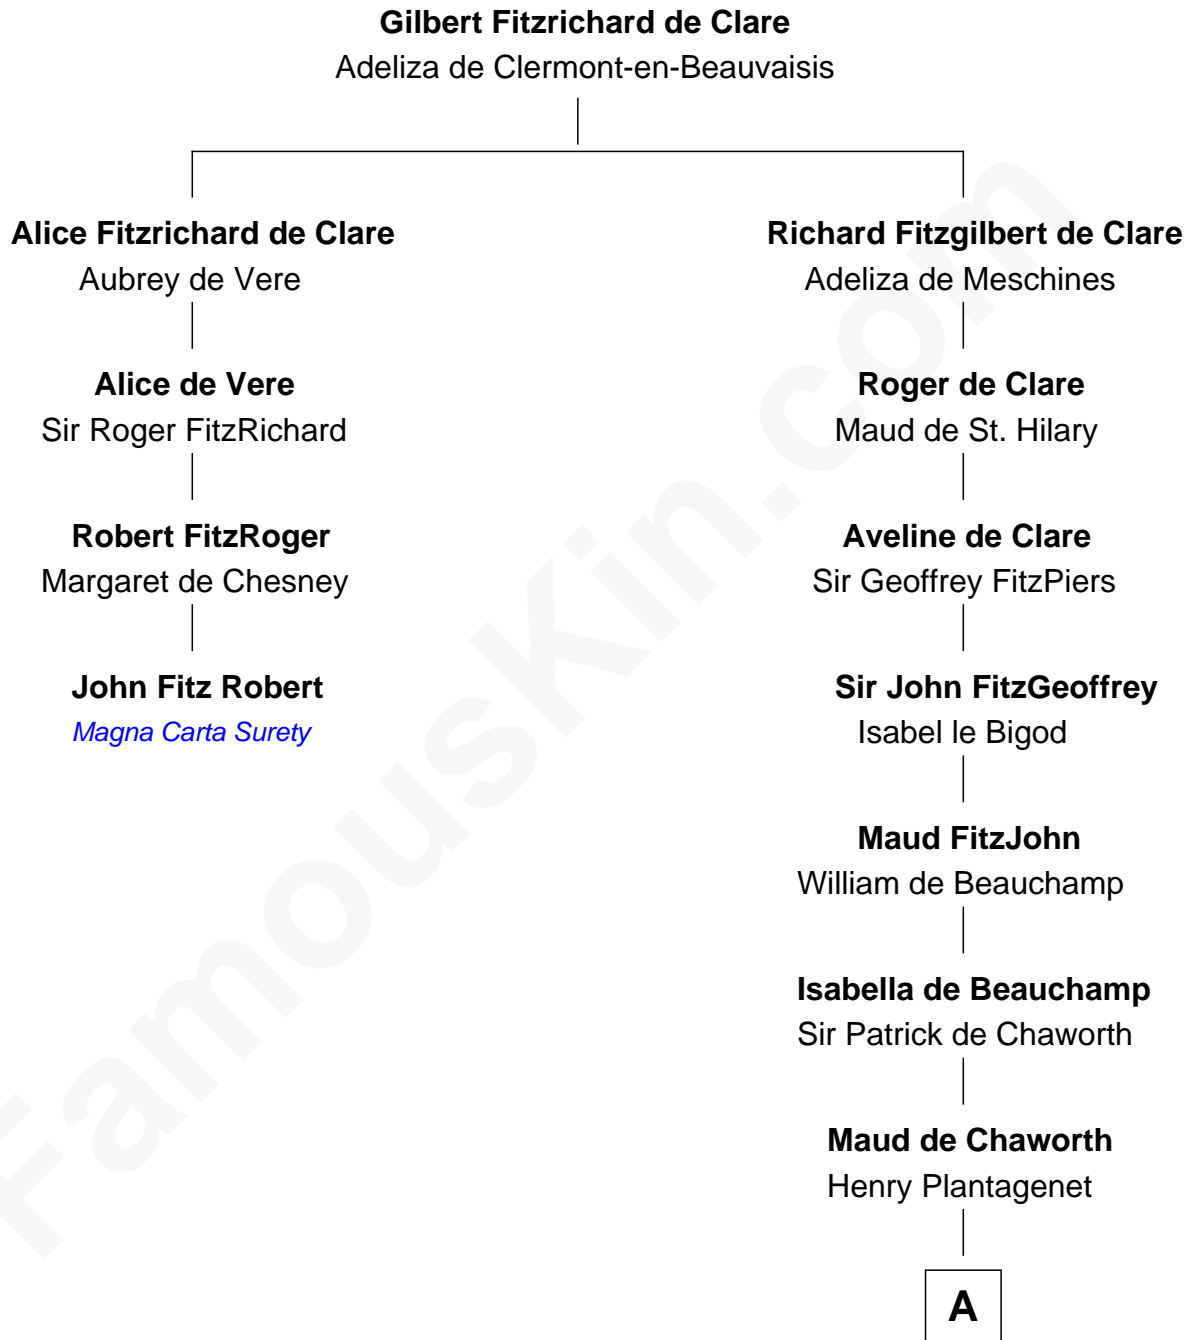 Gilbert Fitzrichard de Clare
Adeliza de Clermont-en-Beauvaisis
Alice Fitzrichard de Clare
Aubrey de Vere
Richard Fitzgilbert de Clare
Adeliza de Meschines
Alice de Vere
Sir Roger FitzRichard
Roger de Clare
Maud de St. Hilary
Robert FitzRoger
Margaret de Chesney
Aveline de Clare
Sir Geoffrey FitzPiers
John Fitz Robert
Magna Carta Surety
Sir John FitzGeoffrey
Isabel le Bigod
Maud FitzJohn
William de Beauchamp
Isabella de Beauchamp
Sir Patrick de Chaworth
Maud de Chaworth
Henry Plantagenet
A
FamousKin.com